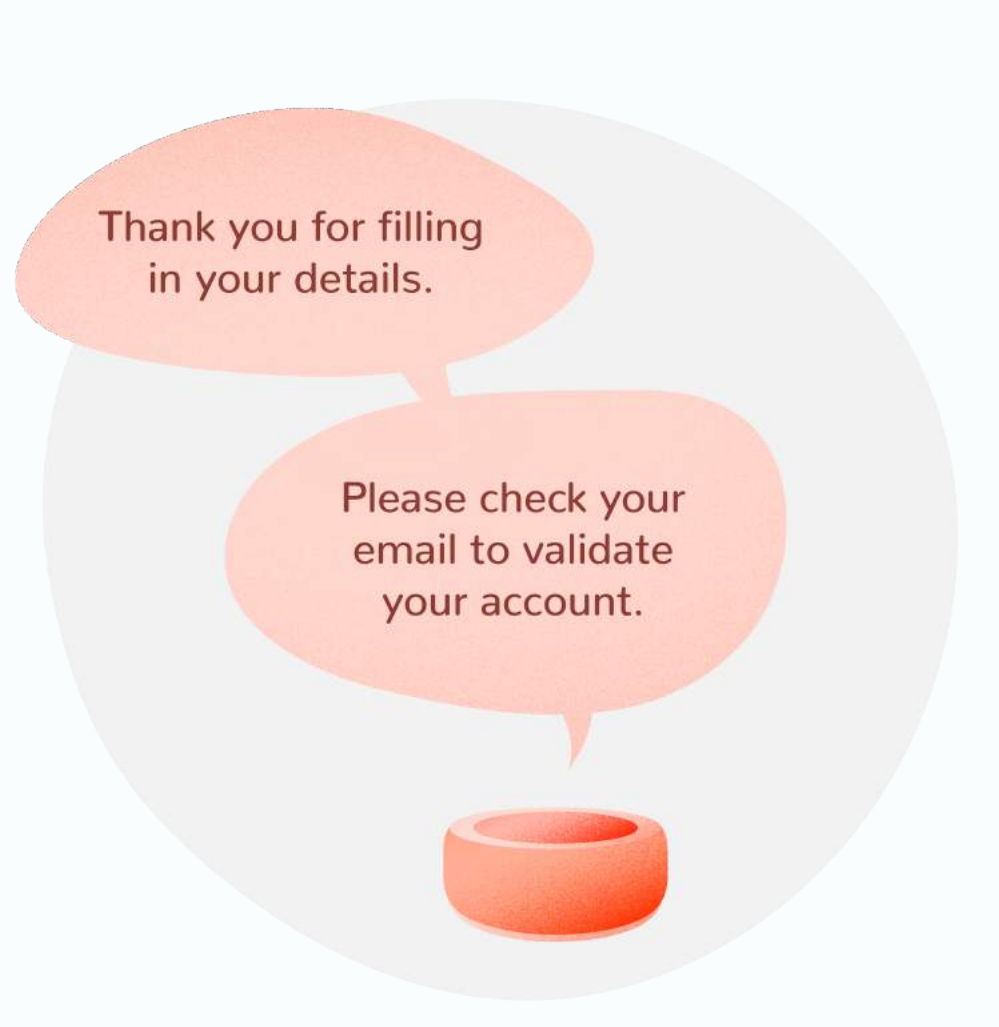 Thank you for filling
in your details.
Please check your
email to validate
your account.